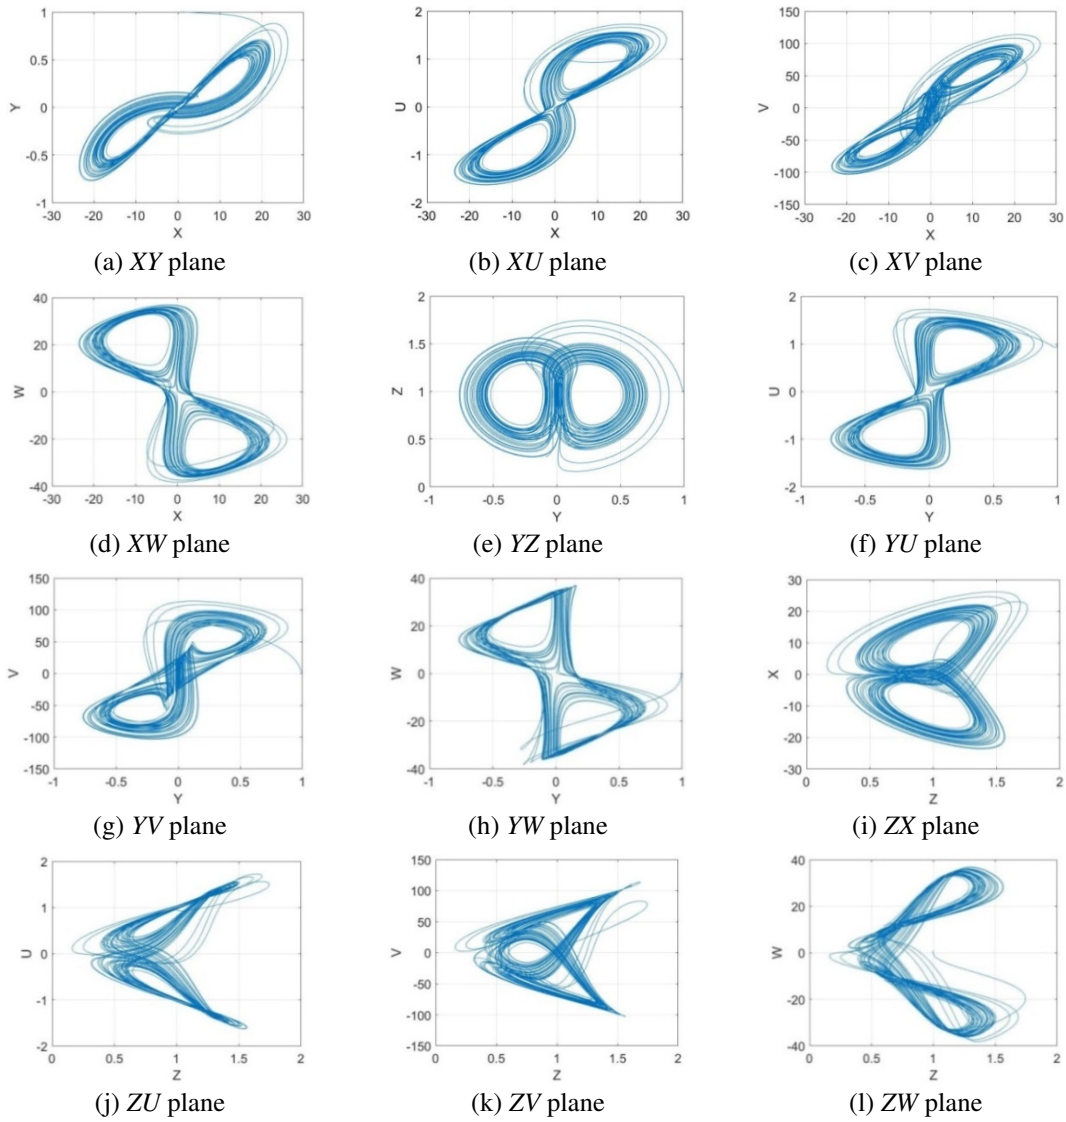 1
0.5
0
-0.5
-1
Y
-30 -20 -10 0 10 20 30
X
(a) XY plane
2
1
0
-1
-2
U
-30 -20 -10 0 10 20 30
X
(b) XU plane
150
100
50
0
-50
-100
-150
V
-30 -20 -10 0 10 20 30
X
(c) XV plane
40
20
0
-20
-40
W
-30 -20 -10 0 10 20 30
X
(d) XW plane
2
1.5
1
0.5
0
Z
-1 -0.5 0 0.5 1
Y
(e) YZ plane
2
1
0
-1
-2
U
-1 -0.5 0 0.5 1
Y
(f) YU plane
150
100
50
0
-50
-100
-150
V
-1 -0.5 0 0.5 1
Y
(g) YV plane
40
20
0
-20
-40
W
-1 -0.5 0 0.5 1
Y
(h) YW plane
30
20
10
0
-10
-20
-30
X
0 0.5 1 1.5 2
Z
(i) ZX plane
2
1
0
-1
-2
U
0 0.5 1 1.5 2
Z
(j) ZU plane
150
100
50
0
-50
-100
-150
V
0 0.5 1 1.5 2
Z
(k) ZV plane
40
20
0
-20
-40
W
0 0.5 1 1.5 2
Z
(l) ZW plane